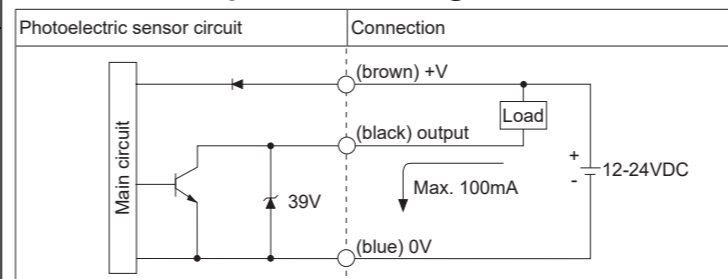 Photoelectric sensor circuit
Connection
(brown) +V
Load
(black) output
Main circuit
+
-
12-24VDC
39V
Max. 100mA
(blue) 0V